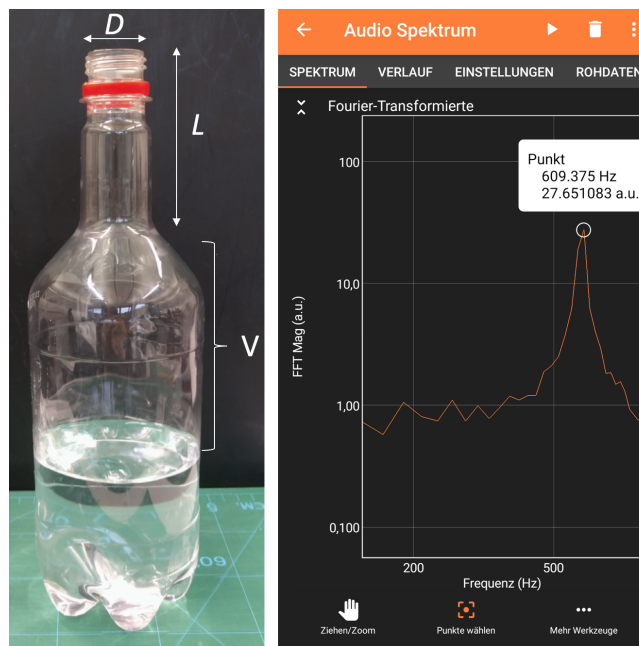 D
L
V
Audio Spektrum
SPEKTRUM VERLAUF EINSTELLUNGEN ROHDATEN
Fourier-Transformierte
Punkt
609.375 Hz
27.651083 a.u.
100
10,0
1,00
0,100
FFT Mag (a.u.)
200 500
Frequenz (Hz)
Ziehen/Zoom Punkte wählen Mehr Werkzeuge